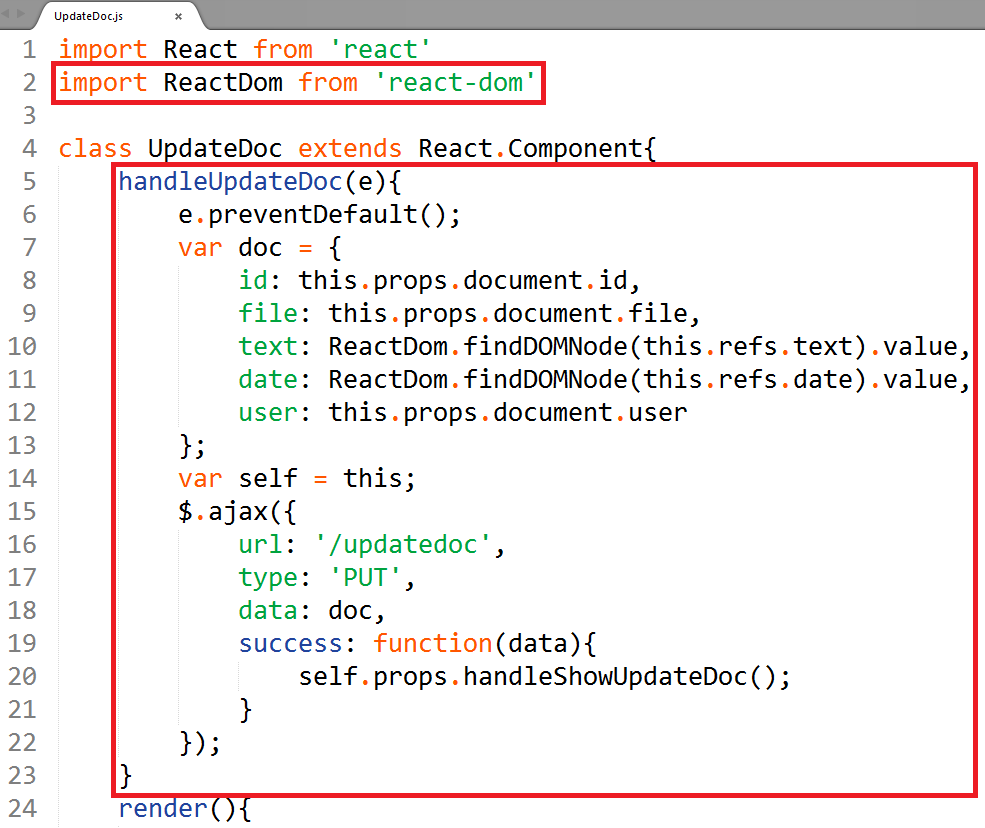 UpdateDoc.js ×
1 import React from 'react'
2 import ReactDom from 'react-dom'
3
4 class UpdateDoc extends React.Component{
5     handleUpdateDoc(e){
6         e.preventDefault();
7         var doc = {
8             id: this.props.document.id,
9             file: this.props.document.file,
10             text: ReactDom.findDOMNode(this.refs.text).value,
11             date: ReactDom.findDOMNode(this.refs.date).value,
12             user: this.props.document.user
13         };
14         var self = this;
15         $.ajax({
16             url: '/updatedoc',
17             type: 'PUT',
18             data: doc,
19             success: function(data){
20                 self.props.handleShowUpdateDoc();
21             }
22         });
23     }
24     render(){